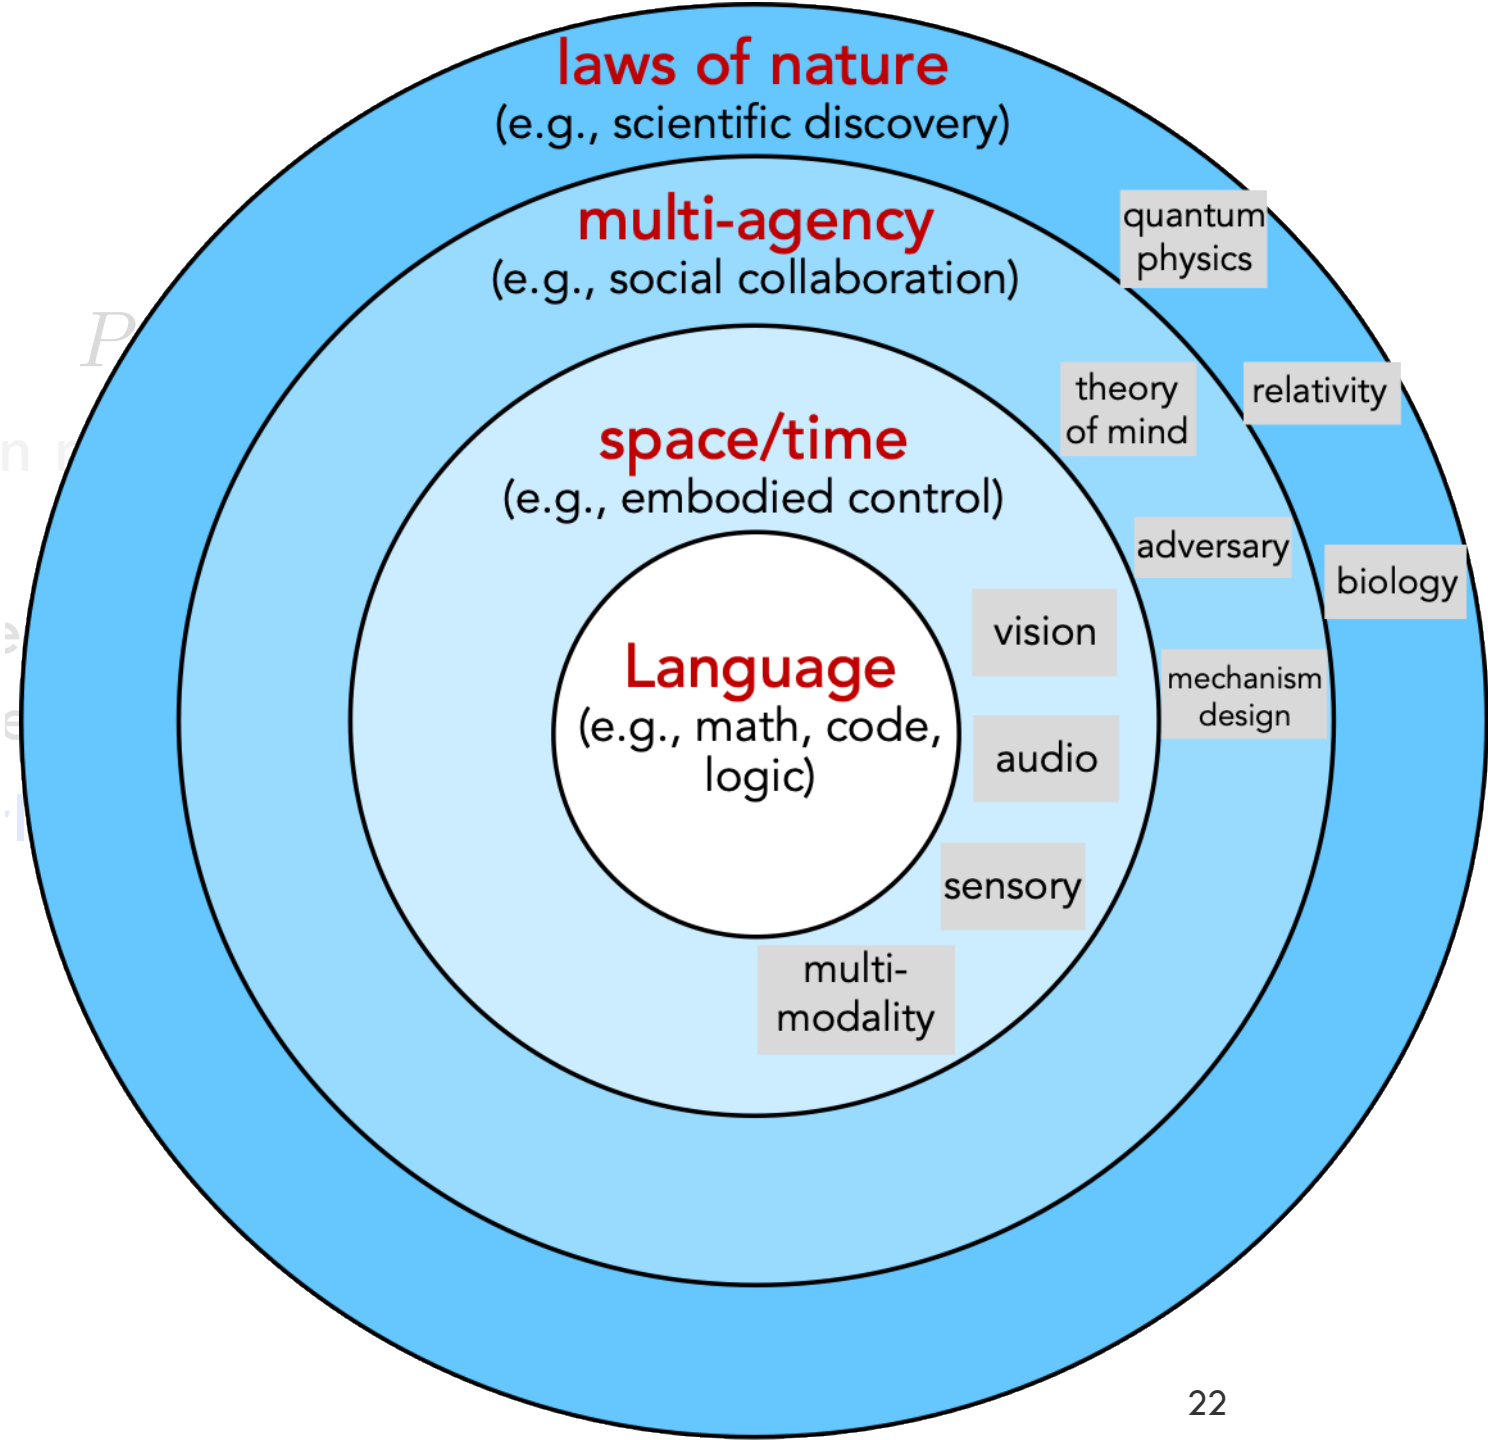 laws of nature
(e.g., scientific discovery)
multi-agency
(e.g., social collaboration)
quantum
physics
P
theory
of mind
relativity
space/time
(e.g., embodied control)
n
adversary
biology
vision
Language
(e.g., math, code,
logic)
mechanism
design
audio
sensory
multi-
modality
22